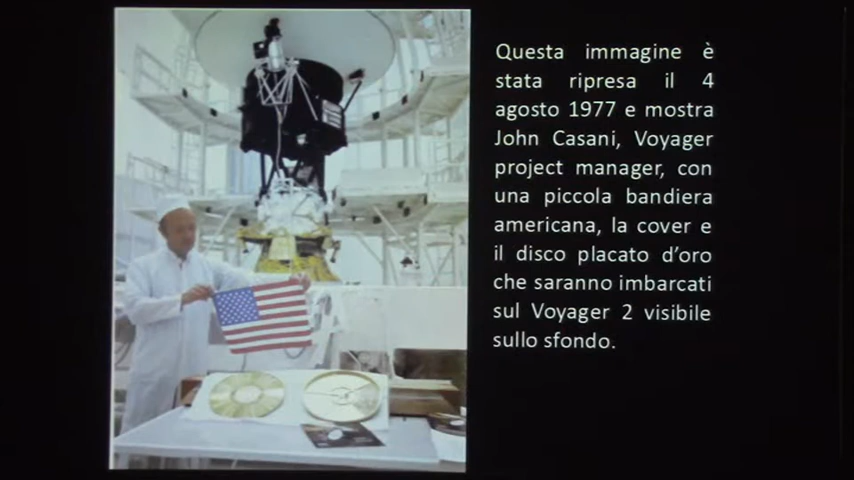 Questa immagine è
stata ripresa il 4
agosto 1977 e mostra
John Casani, Voyager
project manager, con
una piccola bandiera
americana, la cover e
il disco placato d’oro
che saranno imbarcati
sul Voyager 2 visibile
sullo sfondo.